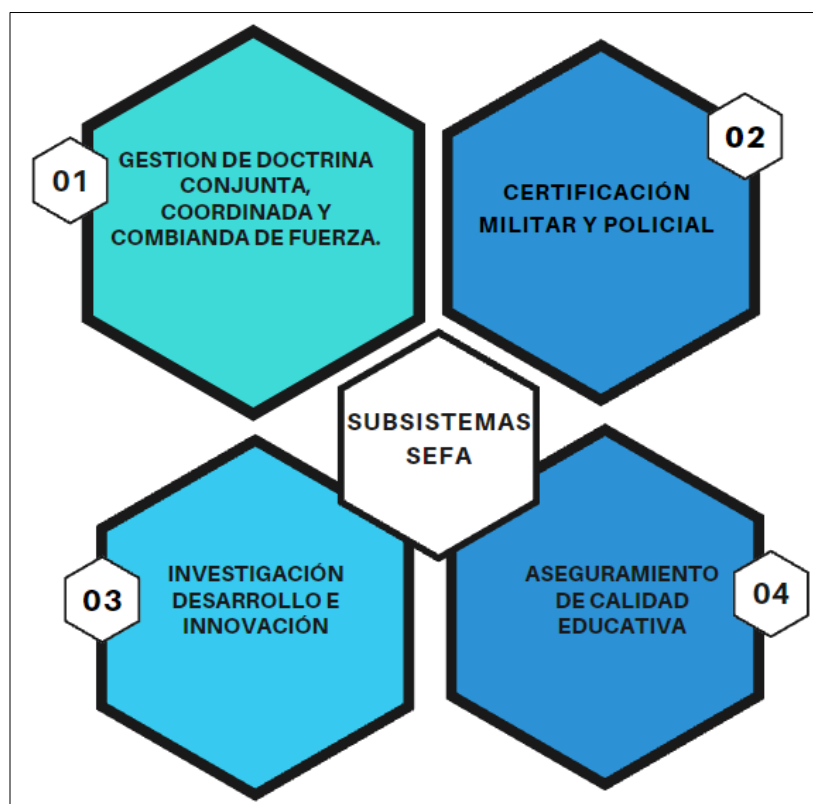 01
GESTION DE DOCTRINA
CONJUNTA,
COORDINADA Y
COMBIANDA DE FUERZA.
02
CERTIFICACIÓN
MILITAR Y POLICIAL
SUBSISTEMAS
SEFA
03
INVESTIGACIÓN
DESARROLLO E
INNOVACIÓN
04
ASEGURAMIENTO
DE CALIDAD
EDUCATIVA